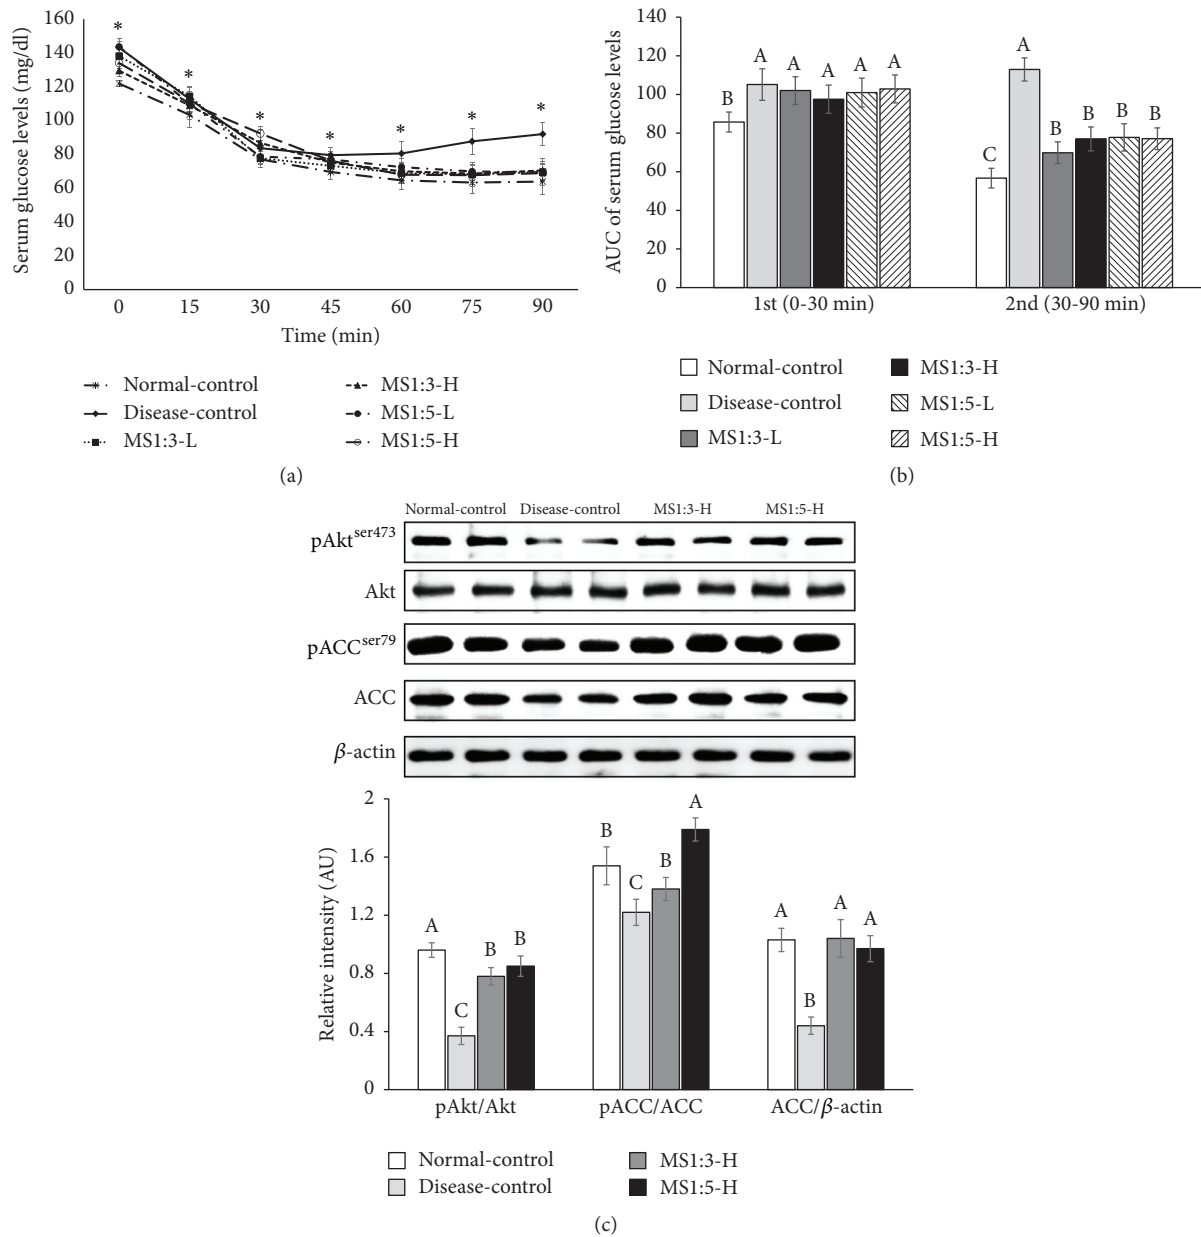 160
140
120
100
80
60
40
20
0
Serum glucose levels (mg/dl)
* * * * * * *
0 15 30 45 60 75 90
Time (min)
Normal-control
Disease-control
MS1:3-L
MS1:3-H
MS1:5-L
MS1:5-H
(a)
140
120
100
80
60
40
20
0
AUC of serum glucose levels
B A A A A A
C A B B B B
1st (0-30 min) 2nd (30-90 min)
Normal-control
Disease-control
MS1:3-L
MS1:3-H
MS1:5-L
MS1:5-H
(b)
Normal-control Disease-control MS1:3-H MS1:5-H
pAkt^ser473
Akt
pACC^ser79
ACC
β-actin
2
1.6
1.2
0.8
0.4
0
Relative intensity (AU)
A C B B
B C B A
A B A A
pAkt/Akt pACC/ACC ACC/β-actin
Normal-control
Disease-control
MS1:3-H
MS1:5-H
(c)